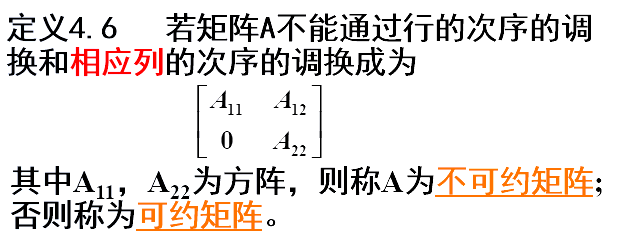 定义4.6 若矩阵A不能通过行的次序的调
换和相应列的次序的调换成为
A11 A12
0 A22
其中A11，A22为方阵，则称A为不可约矩阵;
否则称为可约矩阵。